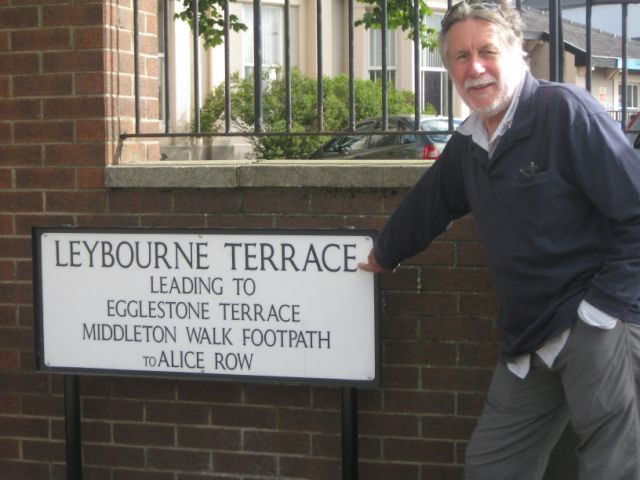 LEYBOURNE TERRACE
LEADING TO
EGGLESTONE TERRACE
MIDDLETON WALK FOOTPATH
TO ALICE ROW